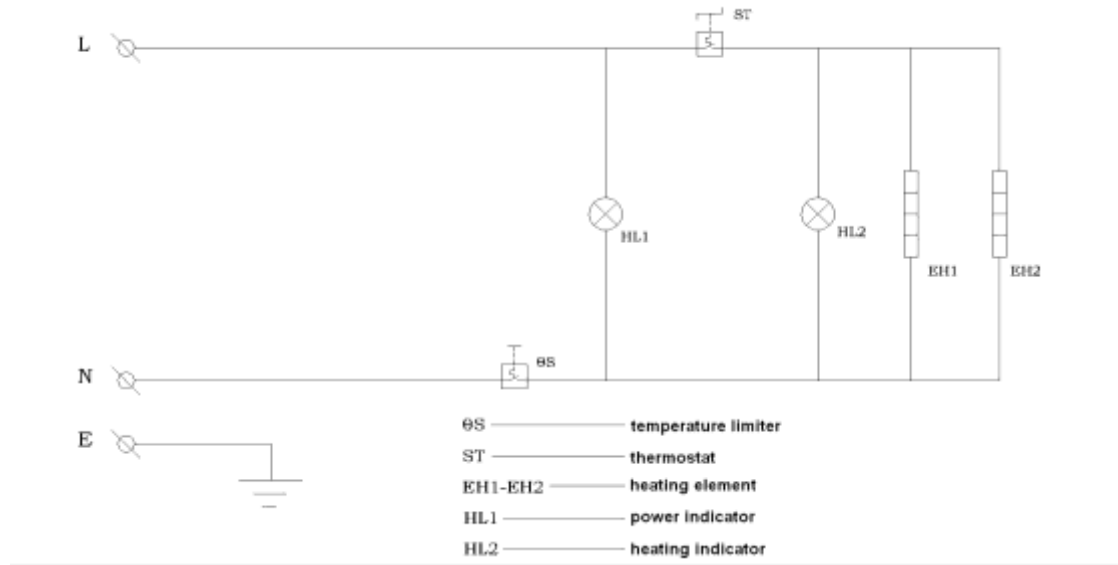 ST
L
HL1
HL2
EH1
EH2
θS
N
E
θS temperature limiter
ST thermostat
EH1-EH2 heating element
HL1 power indicator
HL2 heating indicator